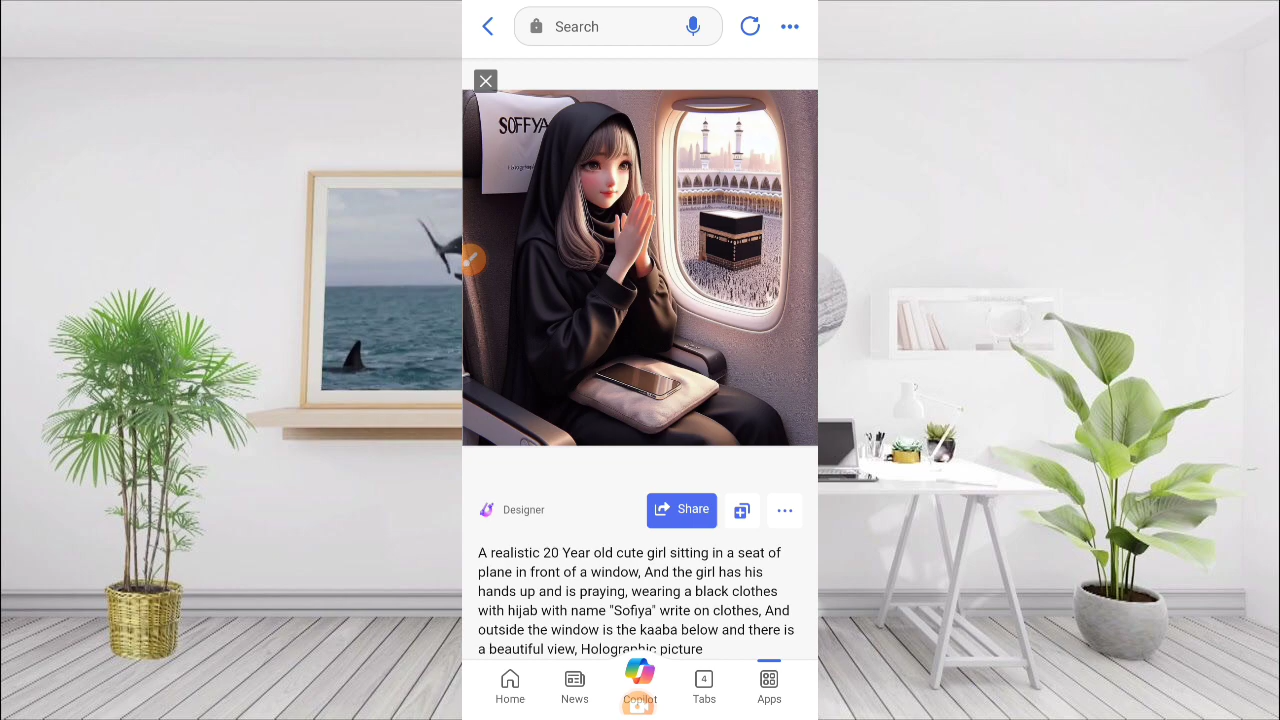 Search
SOFFYA
Designer
Share
A realistic 20 Year old cute girl sitting in a seat of
plane in front of a window, And the girl has his
hands up and is praying, wearing a black clothes
with hijab with name "Sofiya" write on clothes, And
outside the window is the kaaba below and there is
a beautiful view, Holographic picture
4
Home
News
Copilot
Tabs
Apps